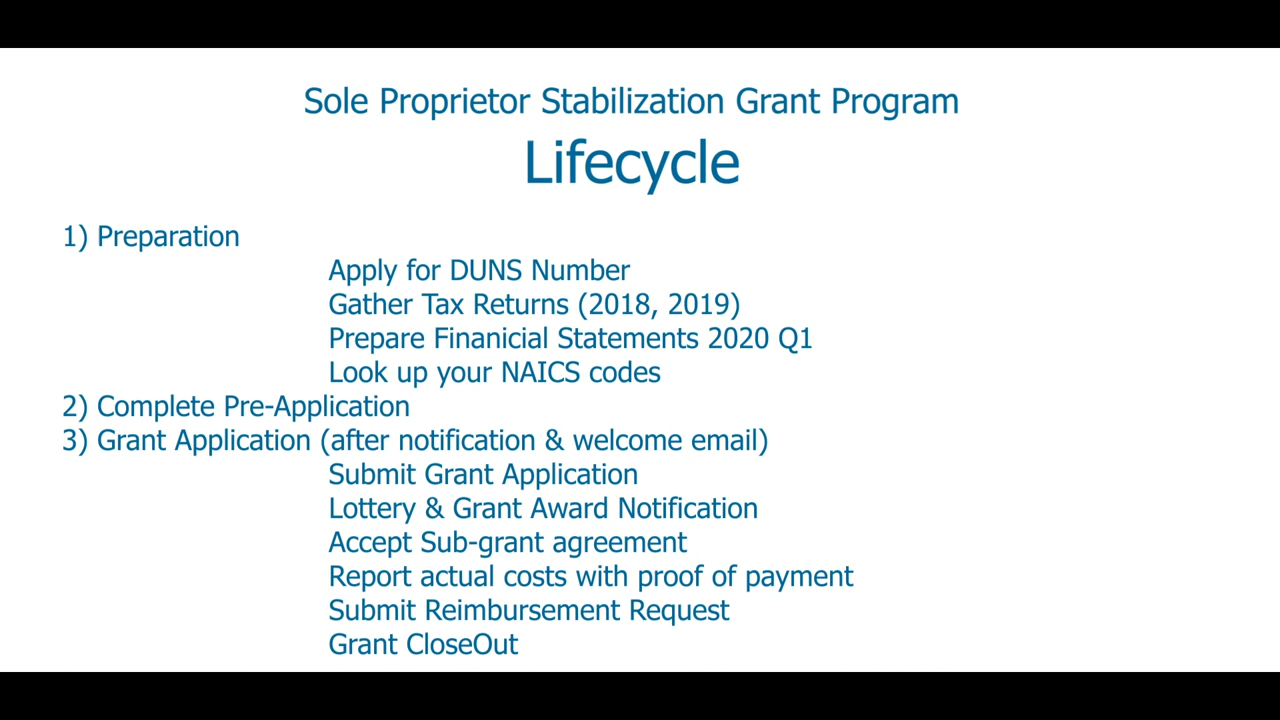 Sole Proprietor Stabilization Grant Program
Lifecycle
1) Preparation
Apply for DUNS Number
Gather Tax Returns (2018, 2019)
Prepare Finanicial Statements 2020 Q1
Look up your NAICS codes
2) Complete Pre-Application
3) Grant Application (after notification & welcome email)
Submit Grant Application
Lottery & Grant Award Notification
Accept Sub-grant agreement
Report actual costs with proof of payment
Submit Reimbursement Request
Grant CloseOut